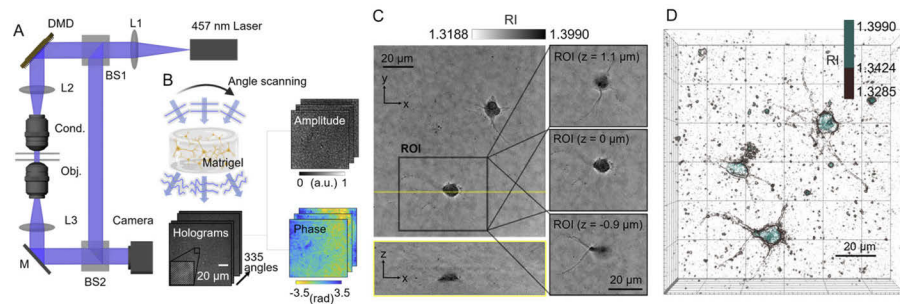 A
DMD
L1
457 nm Laser
BS1
L2
Cond.
Obj.
L3
Camera
M
BS2
B
Angle scanning
Matrigel
Amplitude
0 (a.u.) 1
Holograms
20 µm
335
angles
Phase
-3.5 (rad) 3.5
C
RI
1.3188 1.3990
20 µm
y
x
ROI
z
x
ROI (z = 1.1 µm)
ROI (z = 0 µm)
ROI (z = -0.9 µm)
20 µm
D
RI
1.3990
1.3424
1.3285
20 µm